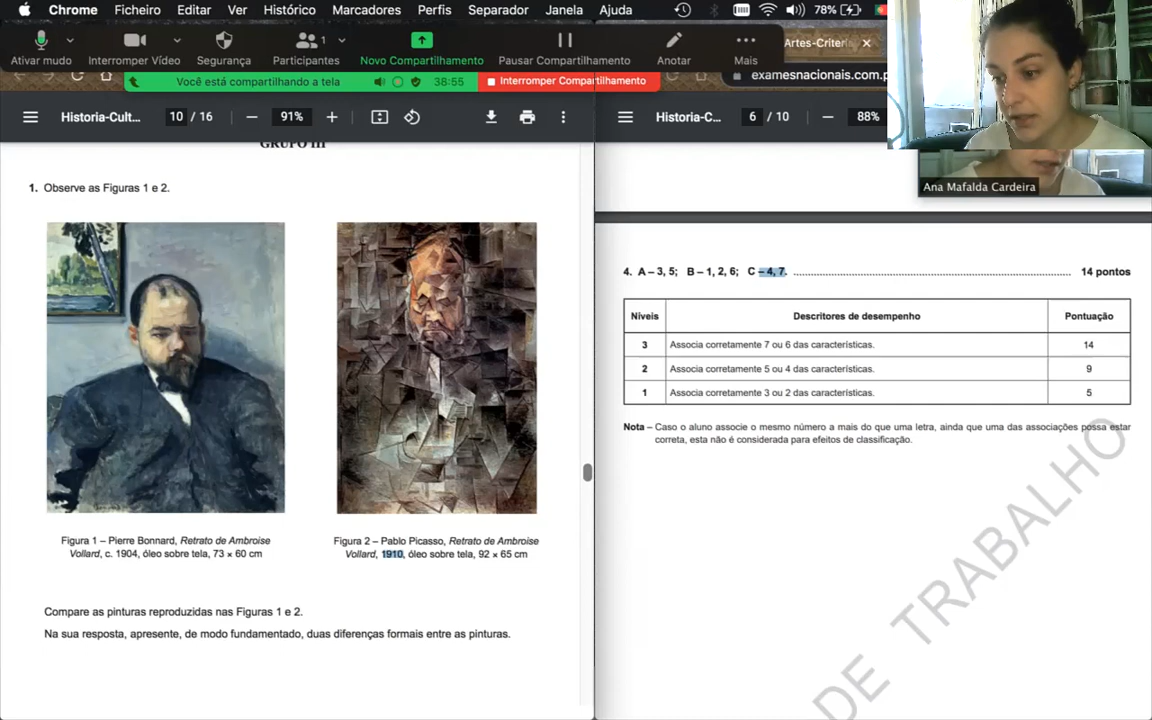 Chrome Ficheiro Editar Ver Histórico Marcadores Perfis Separador Janela Ajuda 78%
Ativar mudo Interromper Vídeo Segurança Participantes 1 Novo Compartilhamento Pausar Compartilhamento Anotar Mais
Você está compartilhando a tela 38:55 Interromper Compartilhamento
examesnacionais.com.p
Historia-Cult... 10 / 16 91%
Historia-C... 6 / 10 88%
Ana Mafalda Cardeira
GRUPO III
1. Observe as Figuras 1 e 2.
Figura 1 – Pierre Bonnard, Retrato de Ambroise
Vollard, c. 1904, óleo sobre tela, 73 × 60 cm
Figura 2 – Pablo Picasso, Retrato de Ambroise
Vollard, 1910, óleo sobre tela, 92 × 65 cm
Compare as pinturas reproduzidas nas Figuras 1 e 2.
Na sua resposta, apresente, de modo fundamentado, duas diferenças formais entre as pinturas.
4. A – 3, 5; B – 1, 2, 6; C – 4, 7. 14 pontos
Níveis Descritores de desempenho Pontuação
3 Associa corretamente 7 ou 6 das características. 14
2 Associa corretamente 5 ou 4 das características. 9
1 Associa corretamente 3 ou 2 das características. 5
Nota – Caso o aluno associe o mesmo número a mais do que uma letra, ainda que uma das associações possa estar
correta, esta não é considerada para efeitos de classificação.
DE TRABALHO